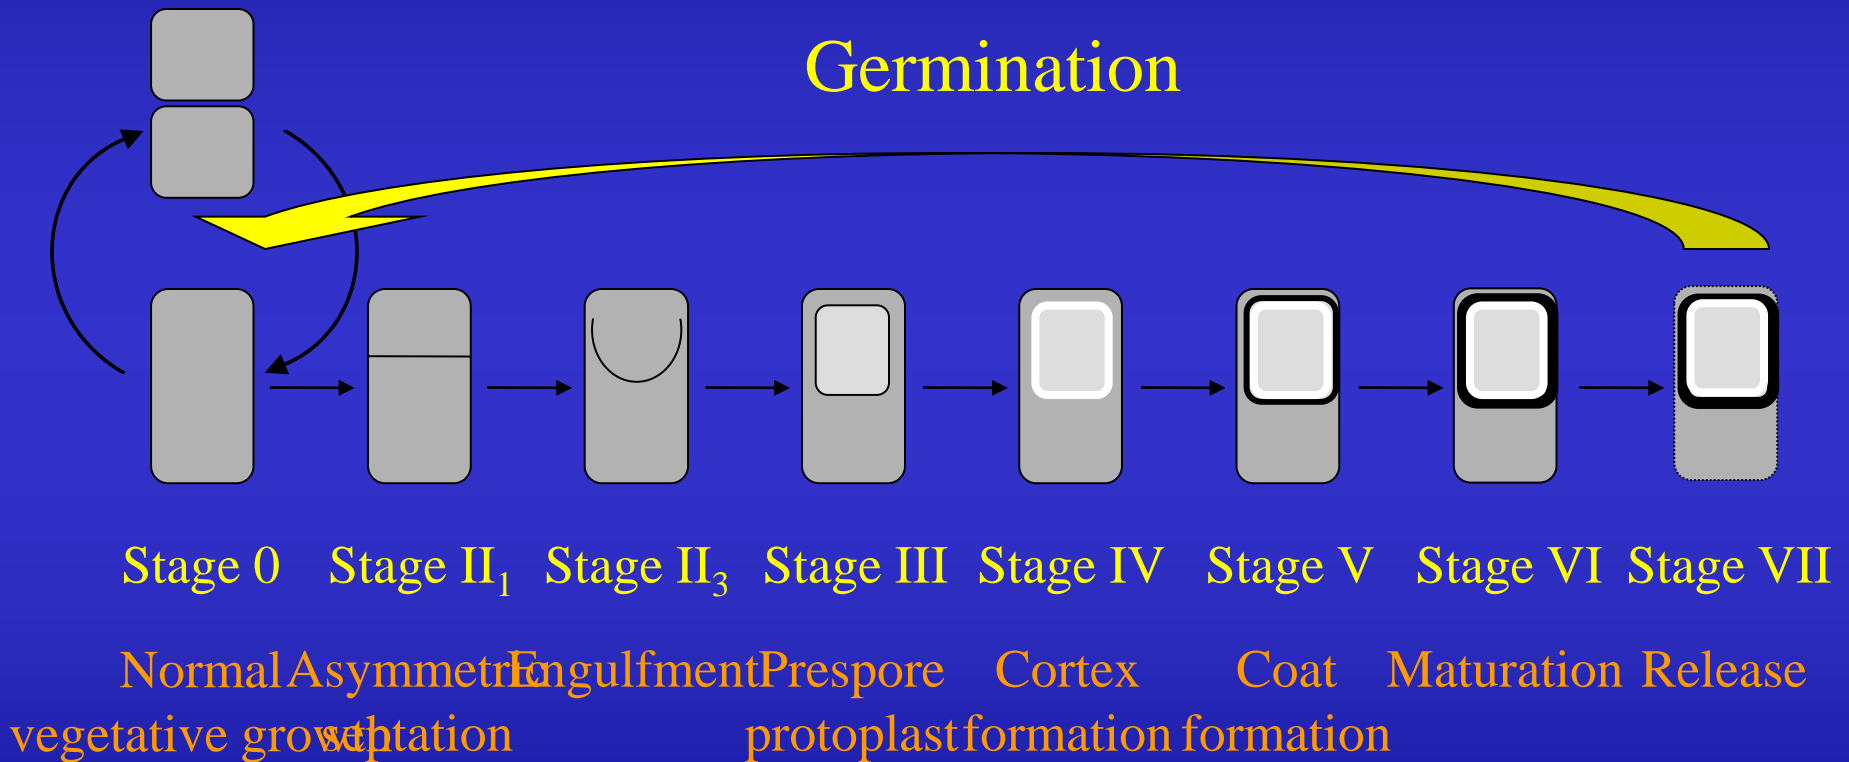 Germination
Stage 0 Stage II1 Stage II3 Stage III Stage IV Stage V Stage VI Stage VII
Normal Asymmetric Engulfment Prespore Cortex Coat Maturation Release
vegetative growth septation protoplast formation formation